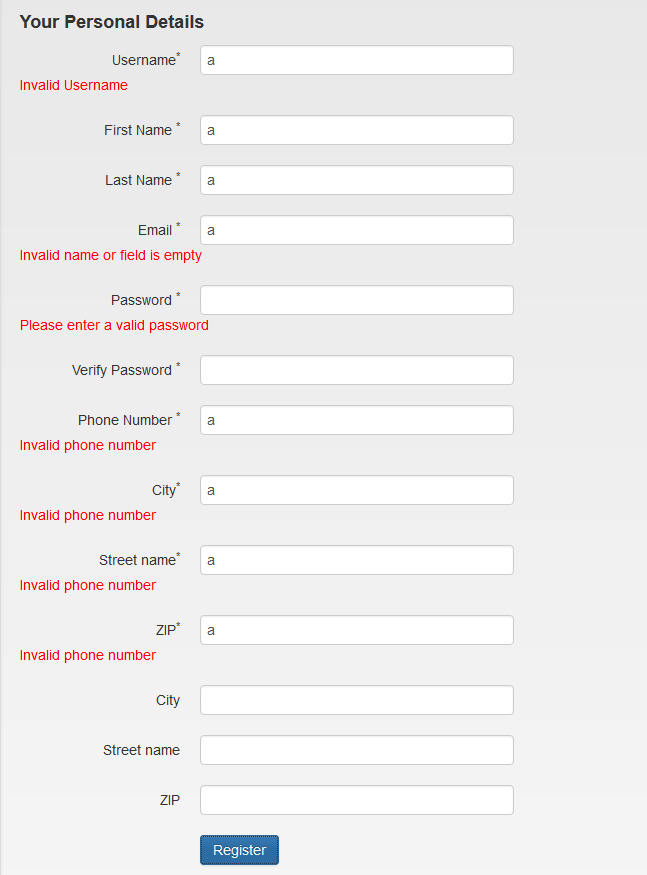 Your Personal Details
Username* a
Invalid Username
First Name * a
Last Name * a
Email * a
Invalid name or field is empty
Password *
Please enter a valid password
Verify Password *
Phone Number * a
Invalid phone number
City* a
Invalid phone number
Street name* a
Invalid phone number
ZIP* a
Invalid phone number
City
Street name
ZIP
Register